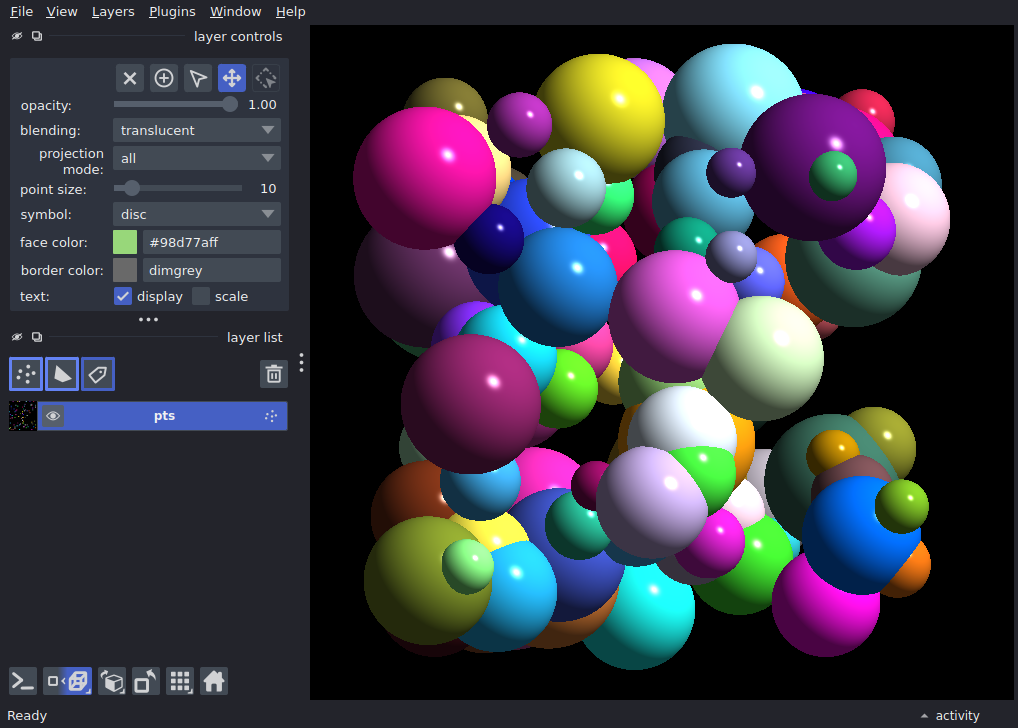 File View Layers Plugins Window Help
layer controls
opacity: 1.00
blending: translucent
projection mode: all
point size: 10
symbol: disc
face color: #98d77aff
border color: dimgrey
text: display scale
layer list
pts
Ready activity